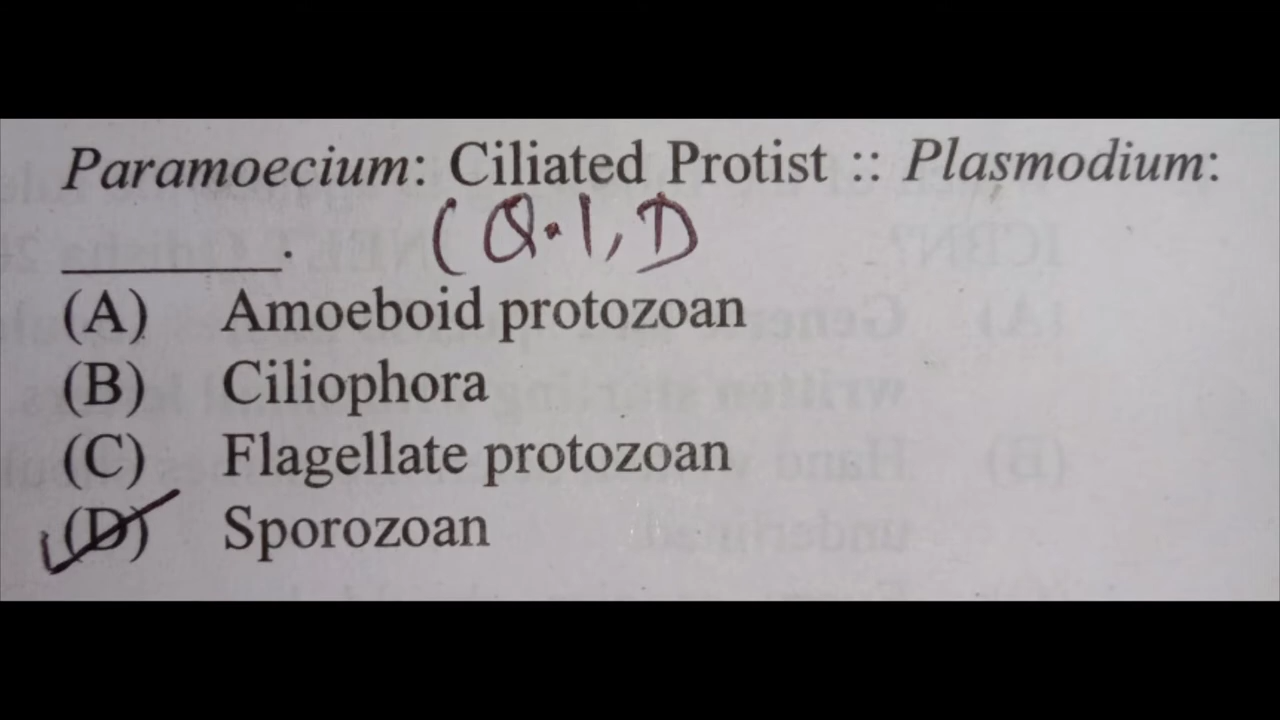 Paramoecium: Ciliated Protist :: Plasmodium:
________.
( Q.1, D
(A) Amoeboid protozoan
(B) Ciliophora
(C) Flagellate protozoan
(D) Sporozoan